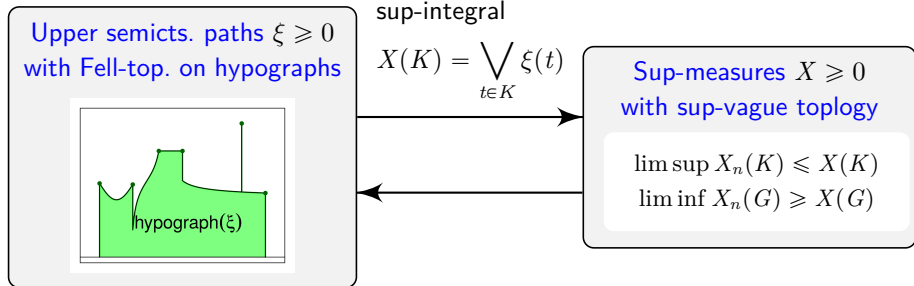 Upper semicts. paths ξ ⩾ 0
with Fell-top. on hypographs
hypograph(ξ)
sup-integral
X(K) = ⋁_{t∈K} ξ(t)
Sup-measures X ⩾ 0
with sup-vague toplogy
lim sup X_n(K) ⩽ X(K)
lim inf X_n(G) ⩾ X(G)